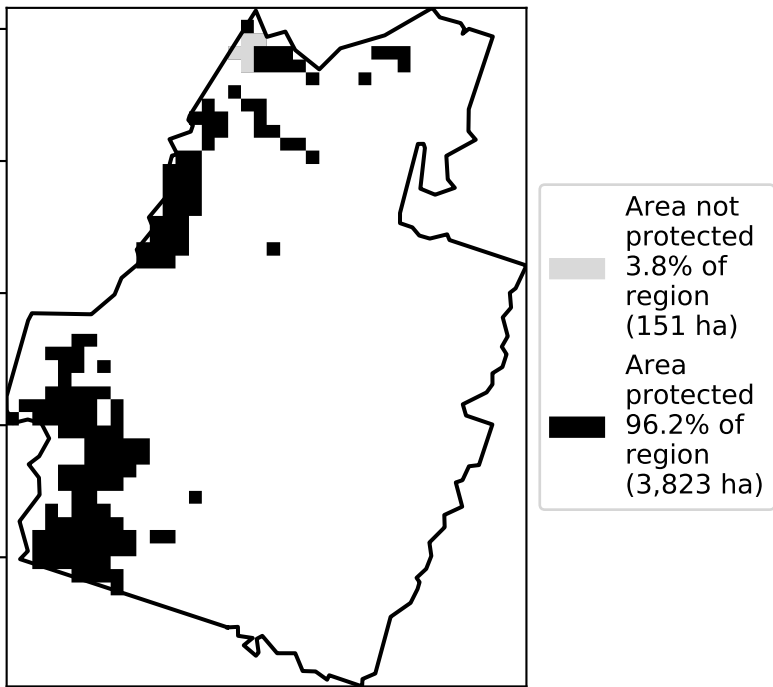 Area not
protected
3.8% of
region
(151 ha)
Area
protected
96.2% of
region
(3,823 ha)